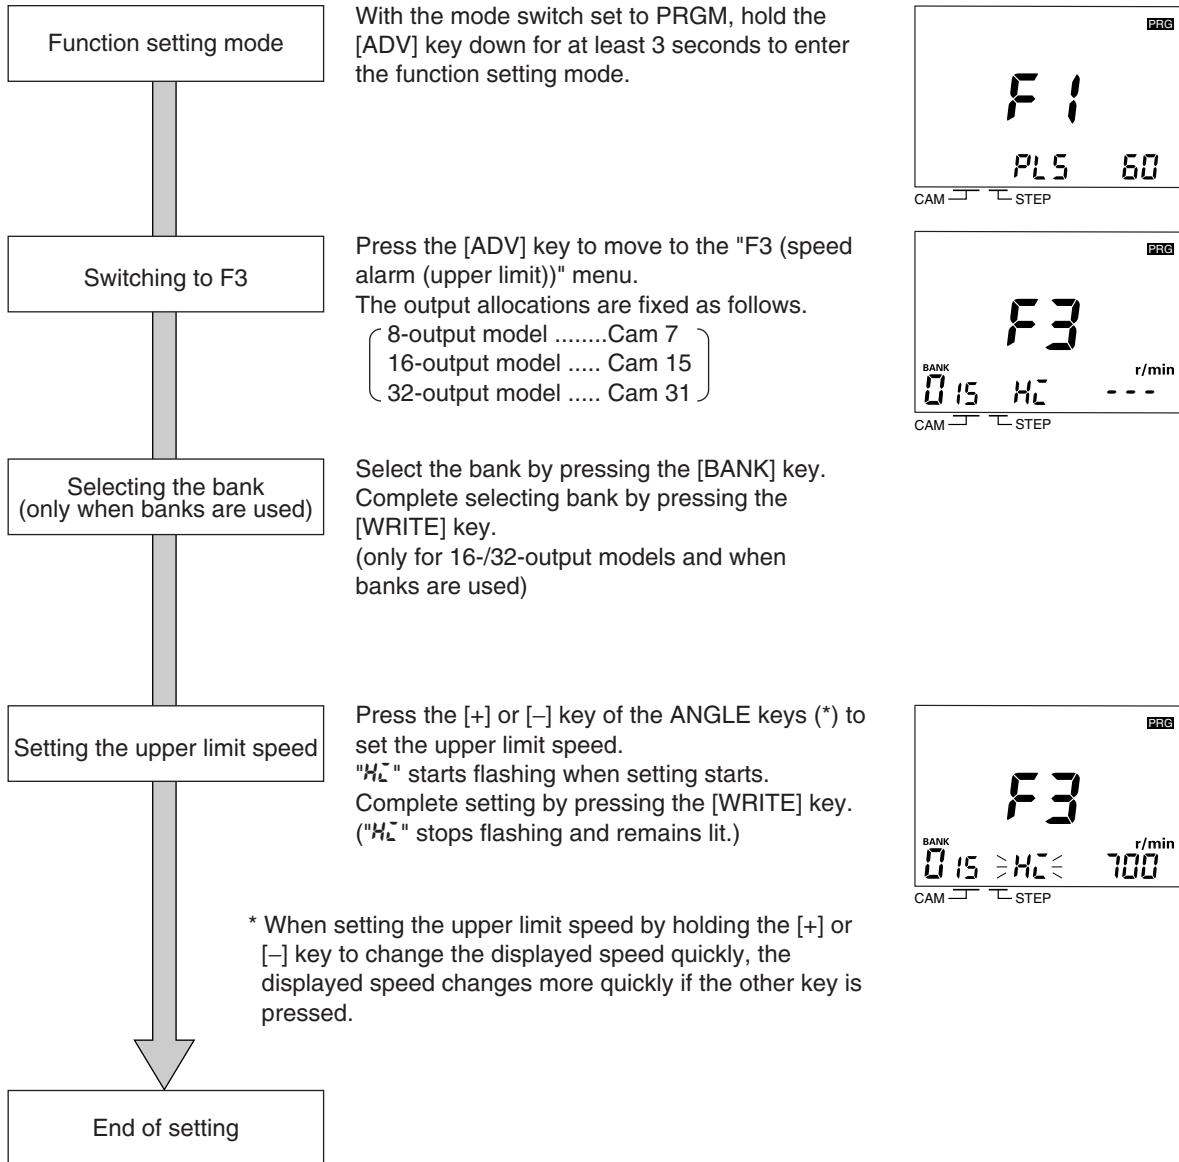 Function setting mode
With the mode switch set to PRGM, hold the
[ADV] key down for at least 3 seconds to enter
the function setting mode.
PRG
F1
PLS 60
CAM STEP
Switching to F3
Press the [ADV] key to move to the "F3 (speed
alarm (upper limit))" menu.
The output allocations are fixed as follows.
8-output model ........Cam 7
16-output model ..... Cam 15
32-output model ..... Cam 31
PRG
F3
BANK r/min
0 15 Hi ---
CAM STEP
Selecting the bank
(only when banks are used)
Select the bank by pressing the [BANK] key.
Complete selecting bank by pressing the
[WRITE] key.
(only for 16-/32-output models and when
banks are used)
Setting the upper limit speed
Press the [+] or [–] key of the ANGLE keys (*) to
set the upper limit speed.
"Hi" starts flashing when setting starts.
Complete setting by pressing the [WRITE] key.
("Hi" stops flashing and remains lit.)
PRG
F3
BANK r/min
0 15 Hi 700
CAM STEP
* When setting the upper limit speed by holding the [+] or
[–] key to change the displayed speed quickly, the
displayed speed changes more quickly if the other key is
pressed.
End of setting